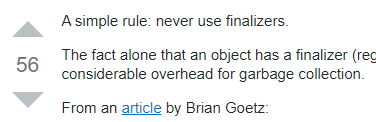 A simple rule: never use finalizers.
56
The fact alone that an object has a finalizer (reg
considerable overhead for garbage collection.
From an article by Brian Goetz: